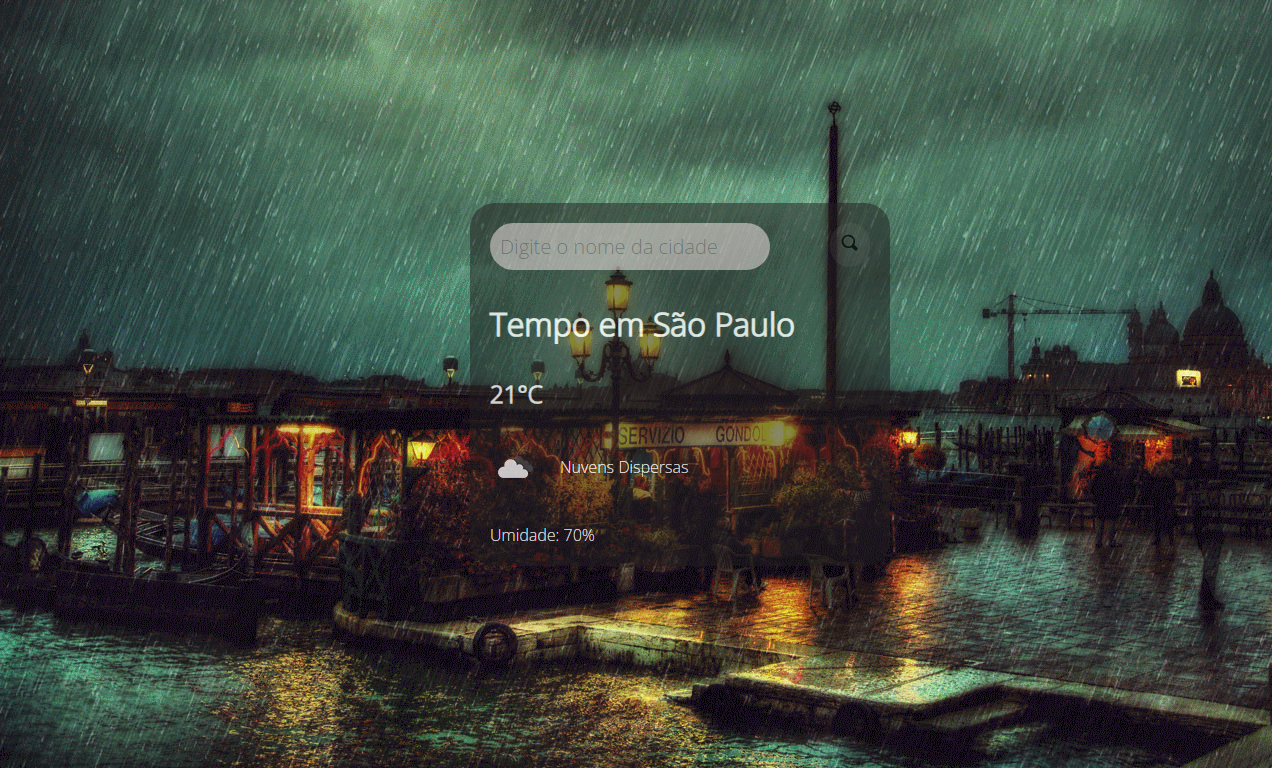 Digite o nome da cidade
Tempo em São Paulo
21°C
SERVIZIO GONDOL
Nuvens Dispersas
Umidade: 70%